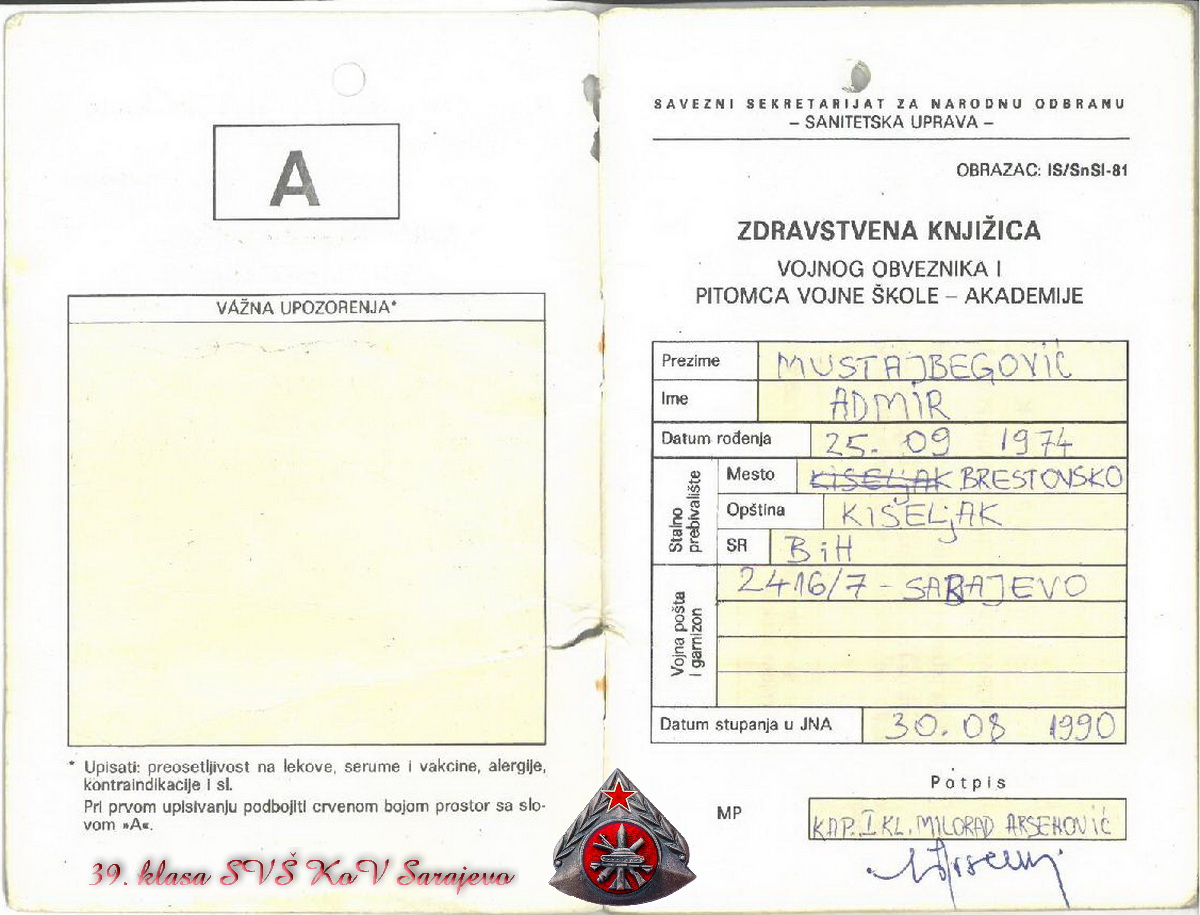 A
VAŽNA UPOZORENJA*
* Upisati: preosetljivost na lekove, serume i vakcine, alergije,
kontraindikacije i sl.
Pri prvom upisivanju podbojiti crvenom bojom prostor sa slo-
vom »A«.
39. klasa SVŠ KoV Sarajevo
SAVEZNI SEKRETARIJAT ZA NARODNU ODBRANU
– SANITETSKA UPRAVA –
OBRAZAC: IS/SnSl-81
ZDRAVSTVENA KNJIŽICA
VOJNOG OBVEZNIKA I
PITOMCA VOJNE ŠKOLE – AKADEMIJE
Prezime MUSTAJBEGOVIĆ
Ime ADMIR
Datum rođenja 25. 09 1974
Stalno prebivalište
Mesto KISELJAK BRESTOVSKO
Opština KISELJAK
SR BiH
Vojna pošta i garnizon
2416/7 - SARAJEVO
Datum stupanja u JNA 30. 08 1990
Potpis
MP
KAP. I KL. MILORAD ARSENOVIĆ